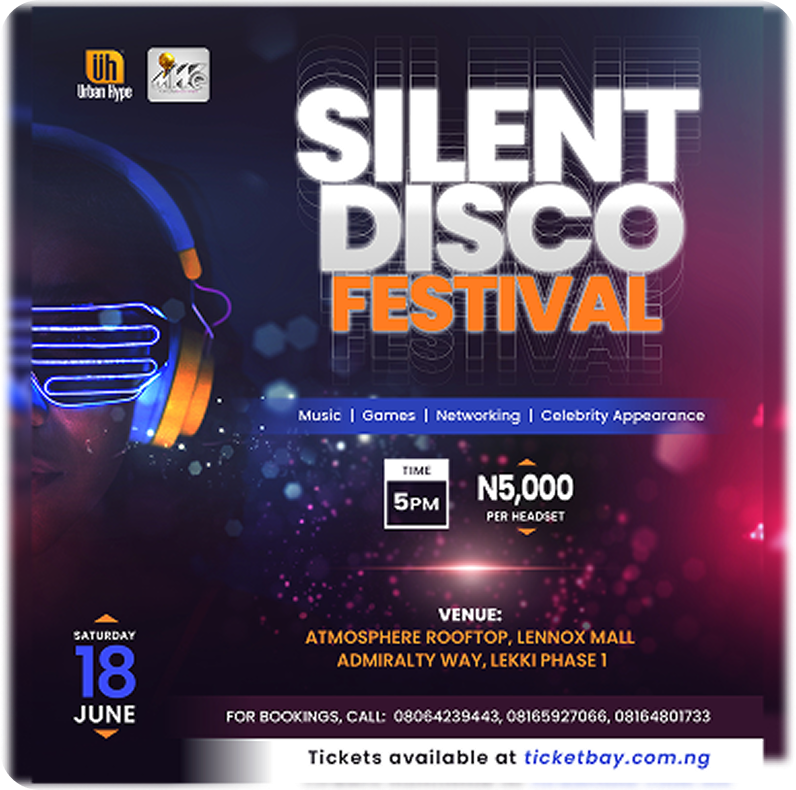 üh
Urban Hype
SILENT
DISCO
FESTIVAL
Music | Games | Networking | Celebrity Appearance
TIME
5PM
N5,000
PER HEADSET
VENUE:
ATMOSPHERE ROOFTOP, LENNOX MALL
ADMIRALTY WAY, LEKKI PHASE 1
SATURDAY
18
JUNE
FOR BOOKINGS, CALL: 08064239443, 08165927066, 08164801733
Tickets available at ticketbay.com.ng